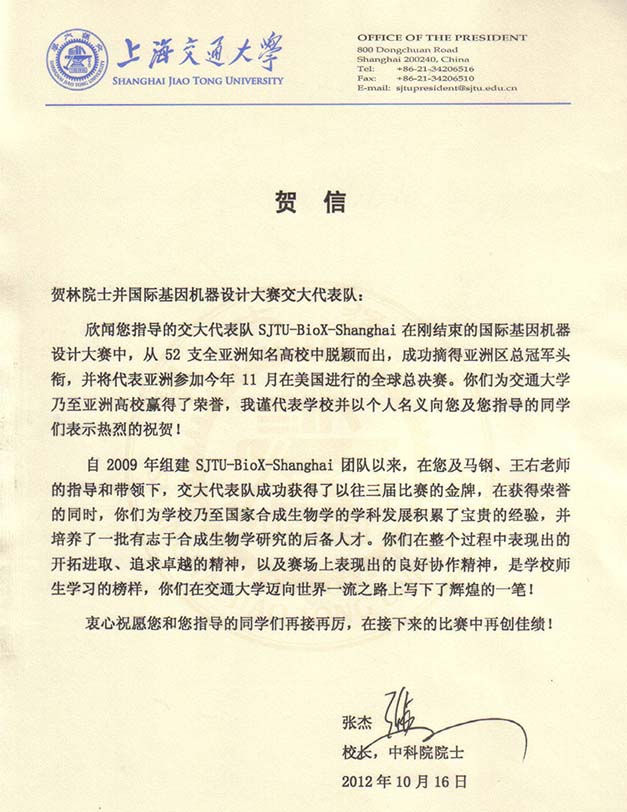 上海交通大學
SHANGHAI JIAO TONG UNIVERSITY
OFFICE OF THE PRESIDENT
800 Dongchuan Road
Shanghai 200240, China
Tel: +86-21-34206516
Fax: +86-21-34206510
E-mail: sjtupresident@sjtu.edu.cn
贺 信
贺林院士并国际基因机器设计大赛交大代表队：
欣闻您指导的交大代表队 SJTU-BioX-Shanghai 在刚结束的国际基因机器
设计大赛中，从 52 支全亚洲知名高校中脱颖而出，成功摘得亚洲区总冠军头
衔，并将代表亚洲参加今年 11 月在美国进行的全球总决赛。你们为交通大学
乃至亚洲高校赢得了荣誉，我谨代表学校并以个人名义向您及您指导的同学
们表示热烈的祝贺！
自 2009 年组建 SJTU-BioX-Shanghai 团队以来，在您及马钢、王右老师
的指导和带领下，交大代表队成功获得了以往三届比赛的金牌，在获得荣誉
的同时，你们为学校乃至国家合成生物学的学科发展积累了宝贵的经验，并
培养了一批有志于合成生物学研究的后备人才。你们在整个过程中表现出的
开拓进取、追求卓越的精神，以及赛场上表现出的良好协作精神，是学校师
生学习的榜样，你们在交通大学迈向世界一流之路上写下了辉煌的一笔！
衷心祝愿您和您指导的同学们再接再厉，在接下来的比赛中再创佳绩！
张杰
校长，中科院院士
2012 年 10 月 16 日